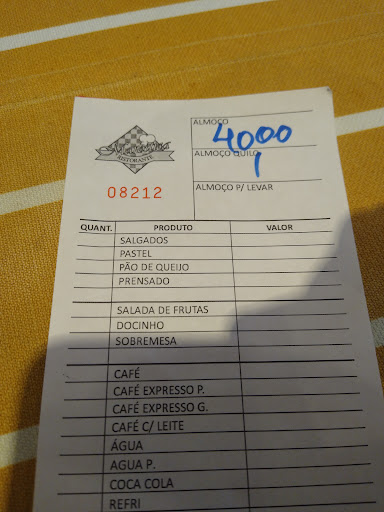 ALMOÇO
4000
RISTORANTE
ALMOÇO QUILO
1
08212
ALMOÇO P/ LEVAR
QUANT. PRODUTO VALOR
SALGADOS
PASTEL
PÃO DE QUEIJO
PRENSADO
SALADA DE FRUTAS
DOCINHO
SOBREMESA
CAFÉ
CAFÉ EXPRESSO P.
CAFÉ EXPRESSO G.
CAFÉ C/ LEITE
ÁGUA
AGUA P.
COCA COLA
REFRI